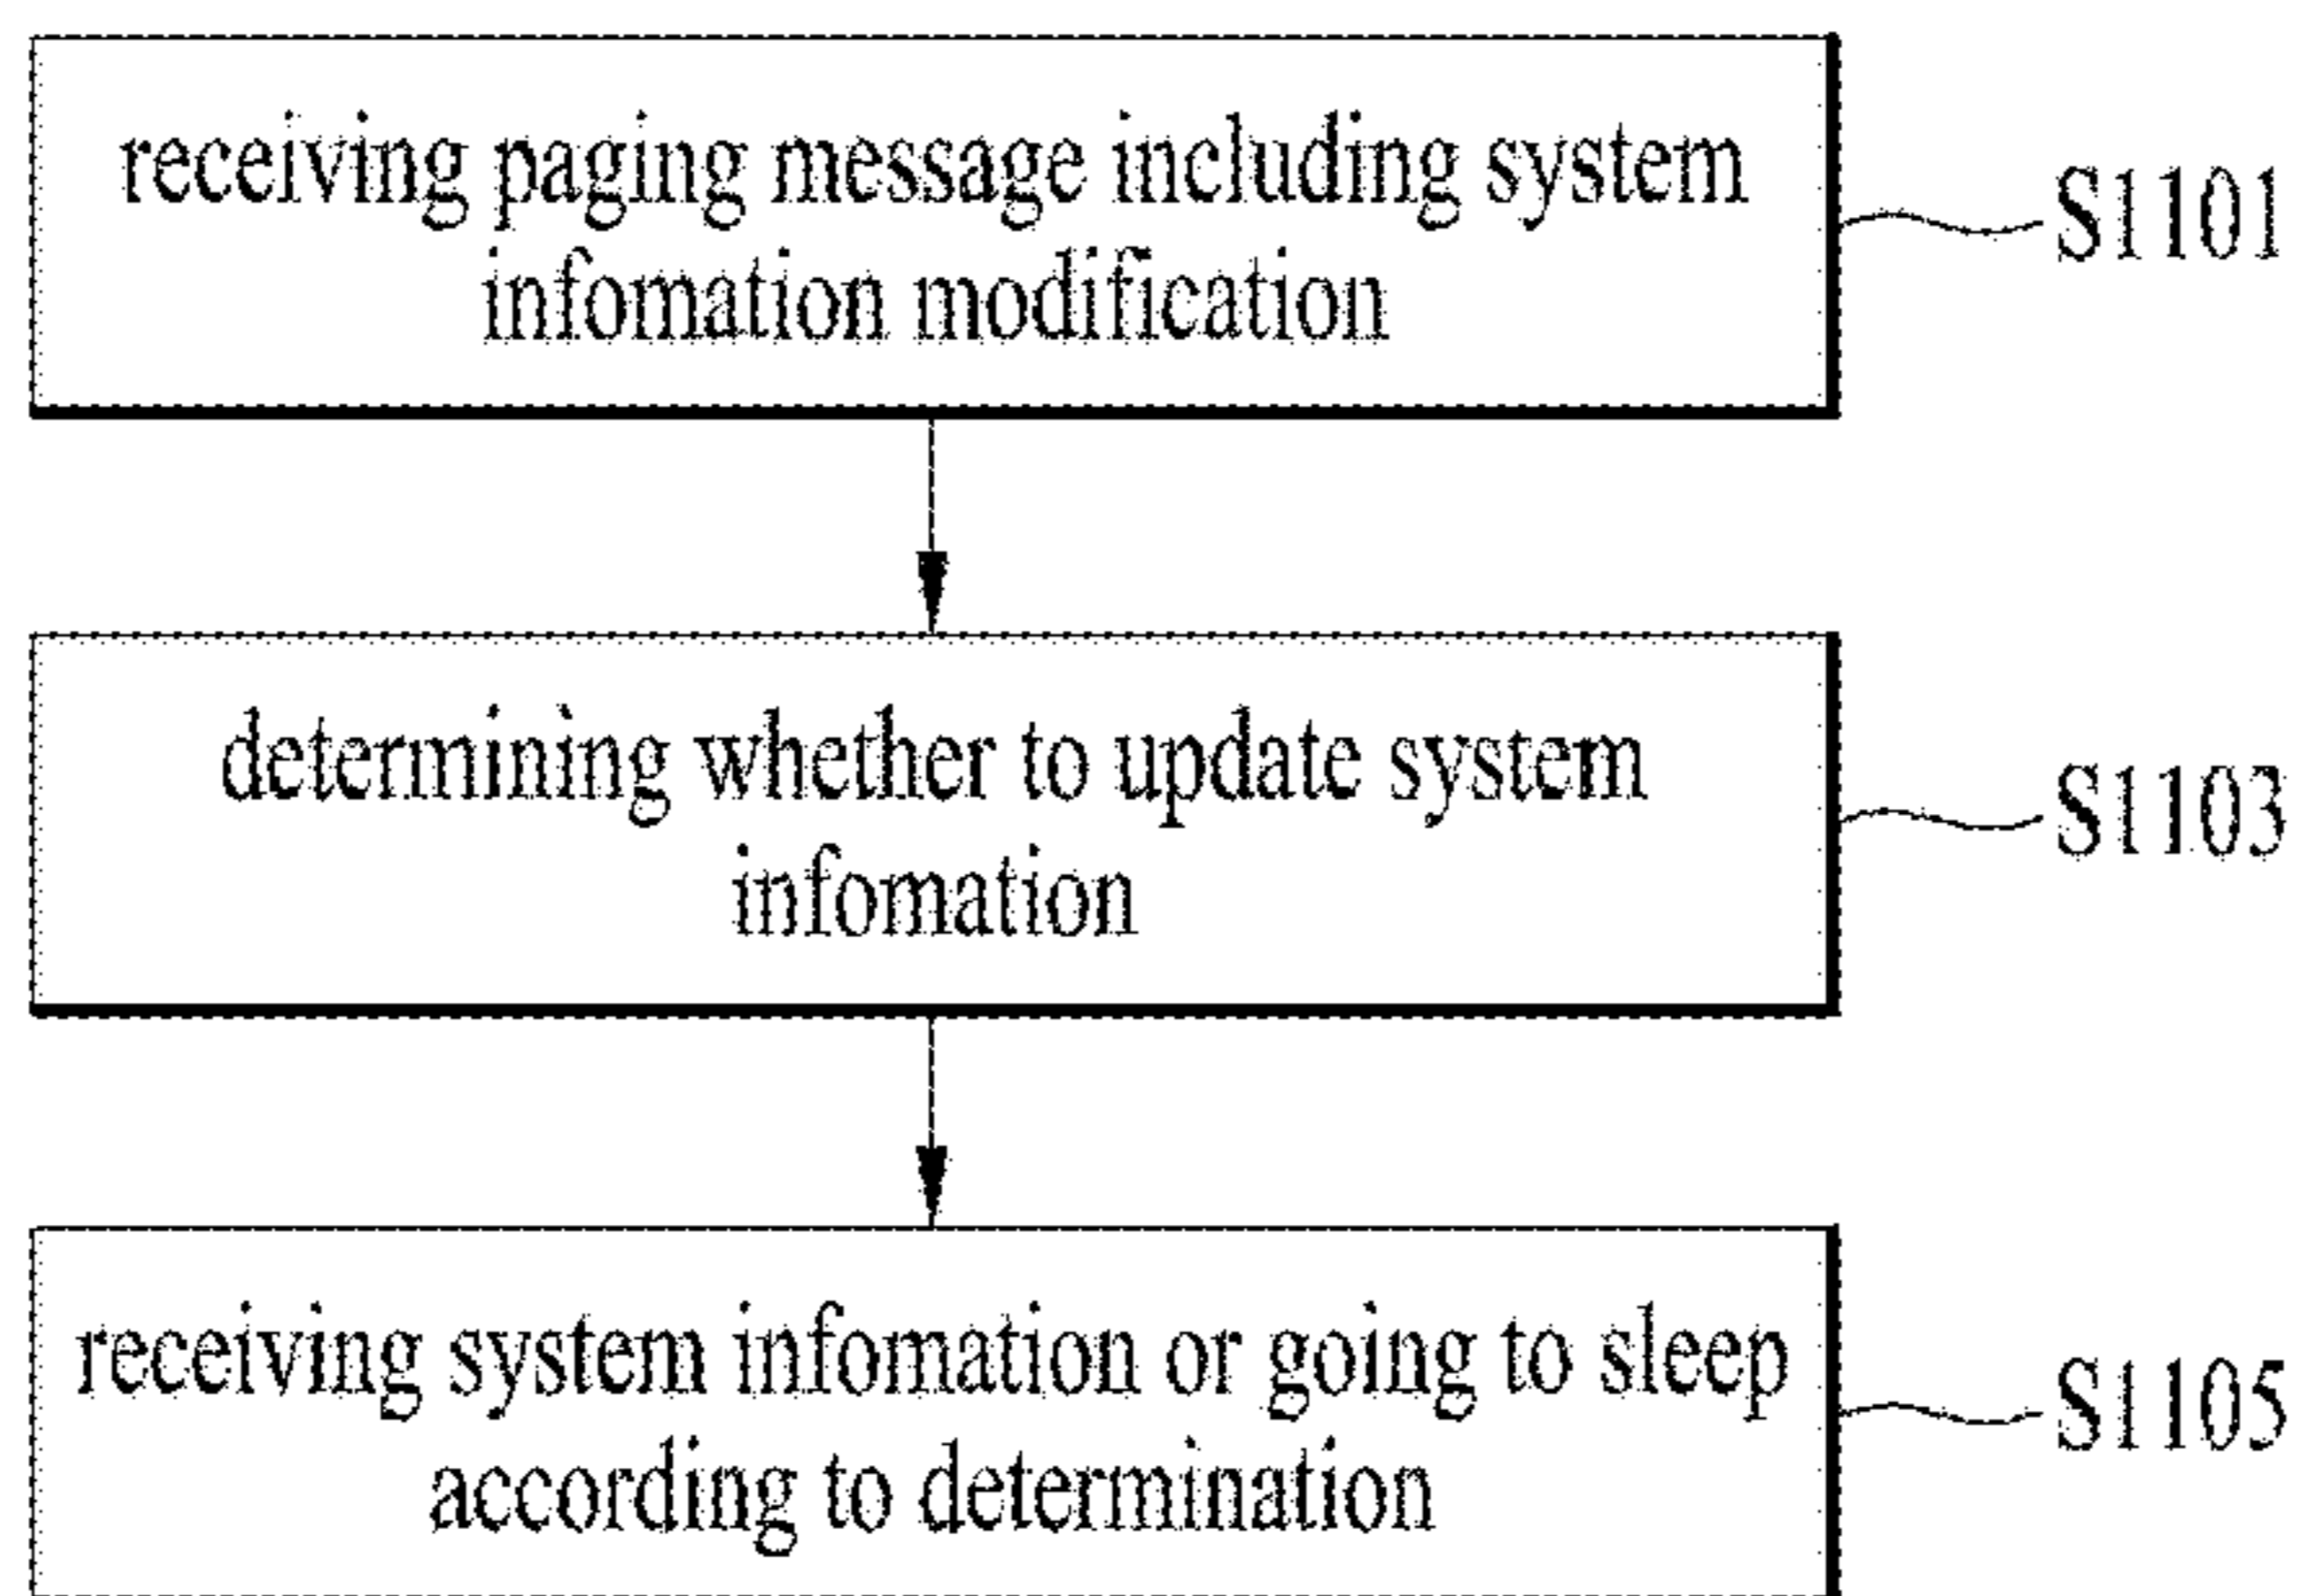 receiving paging message including system
infomation modification
S1101
determining whether to update system
infomation
S1103
receiving system infomation or going to sleep
according to determination
S1105